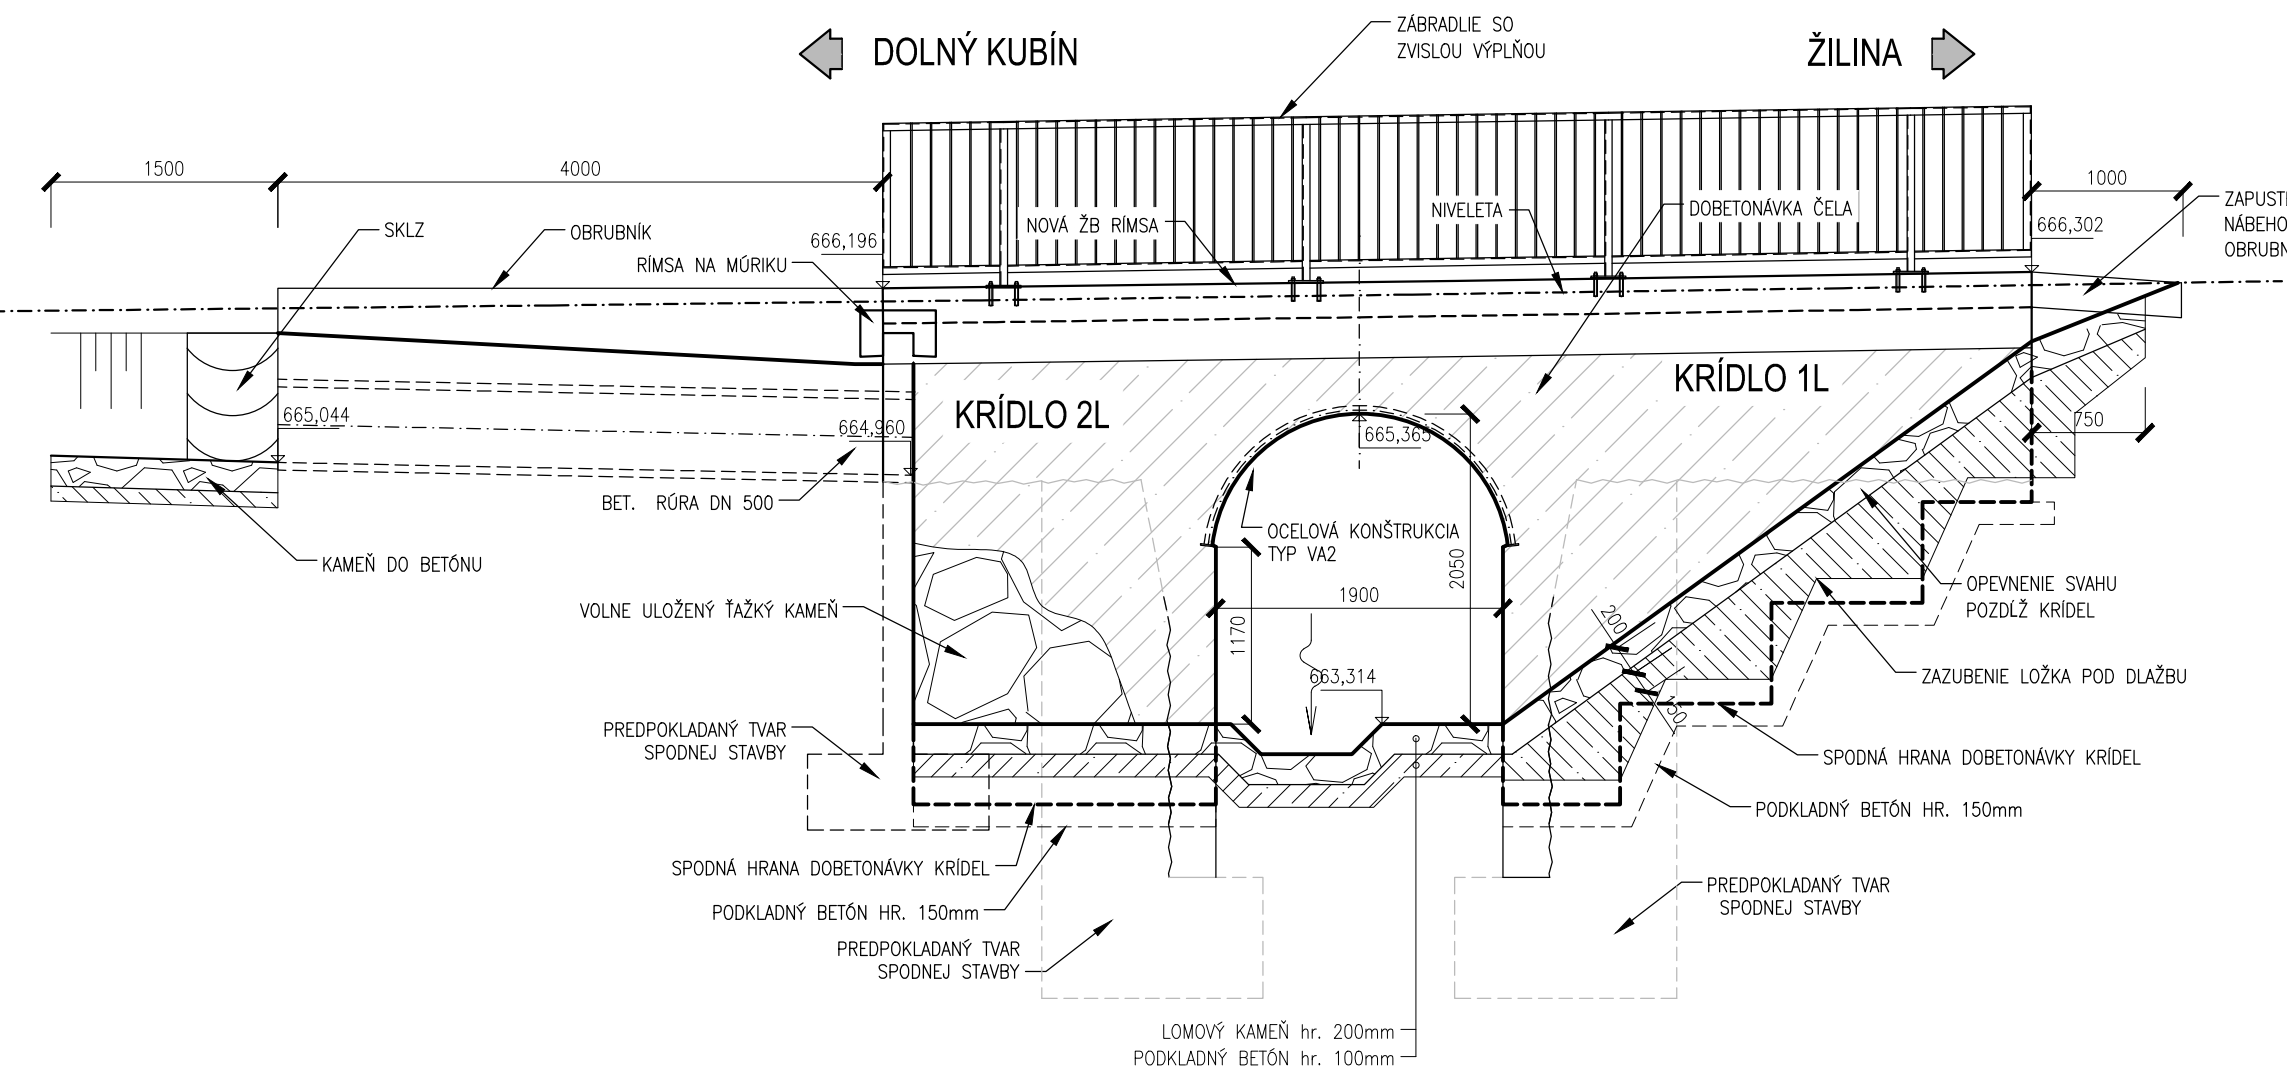 DOLNÝ KUBÍN
ZÁBRADLIE SO
ZVISLOU VÝPLŇOU
ŽILINA
1500
4000
1000
SKLZ
OBRUBNÍK
RÍMSA NA MÚRIKU
666,196
NOVÁ ŽB RÍMSA
NIVELETA
DOBETONÁVKA ČELA
666,302
ZAPUST
NÁBEHO
OBRUBN
665,044
664,960
KRÍDLO 2L
KRÍDLO 1L
665,365
750
BET. RÚRA DN 500
KAMEŇ DO BETÓNU
OCELOVÁ KONŠTRUKCIA
TYP VA2
2050
1900
1170
663,314
VOLNE ULOŽENÝ ŤAŽKÝ KAMEŇ
200
150
OPEVNENIE SVAHU
POZDĹŽ KRÍDEL
ZAZUBENIE LOŽKA POD DLAŽBU
PREDPOKLADANÝ TVAR
SPODNEJ STAVBY
SPODNÁ HRANA DOBETONÁVKY KRÍDEL
PODKLADNÝ BETÓN HR. 150mm
SPODNÁ HRANA DOBETONÁVKY KRÍDEL
PODKLADNÝ BETÓN HR. 150mm
PREDPOKLADANÝ TVAR
SPODNEJ STAVBY
PREDPOKLADANÝ TVAR
SPODNEJ STAVBY
LOMOVÝ KAMEŇ hr. 200mm
PODKLADNÝ BETÓN hr. 100mm